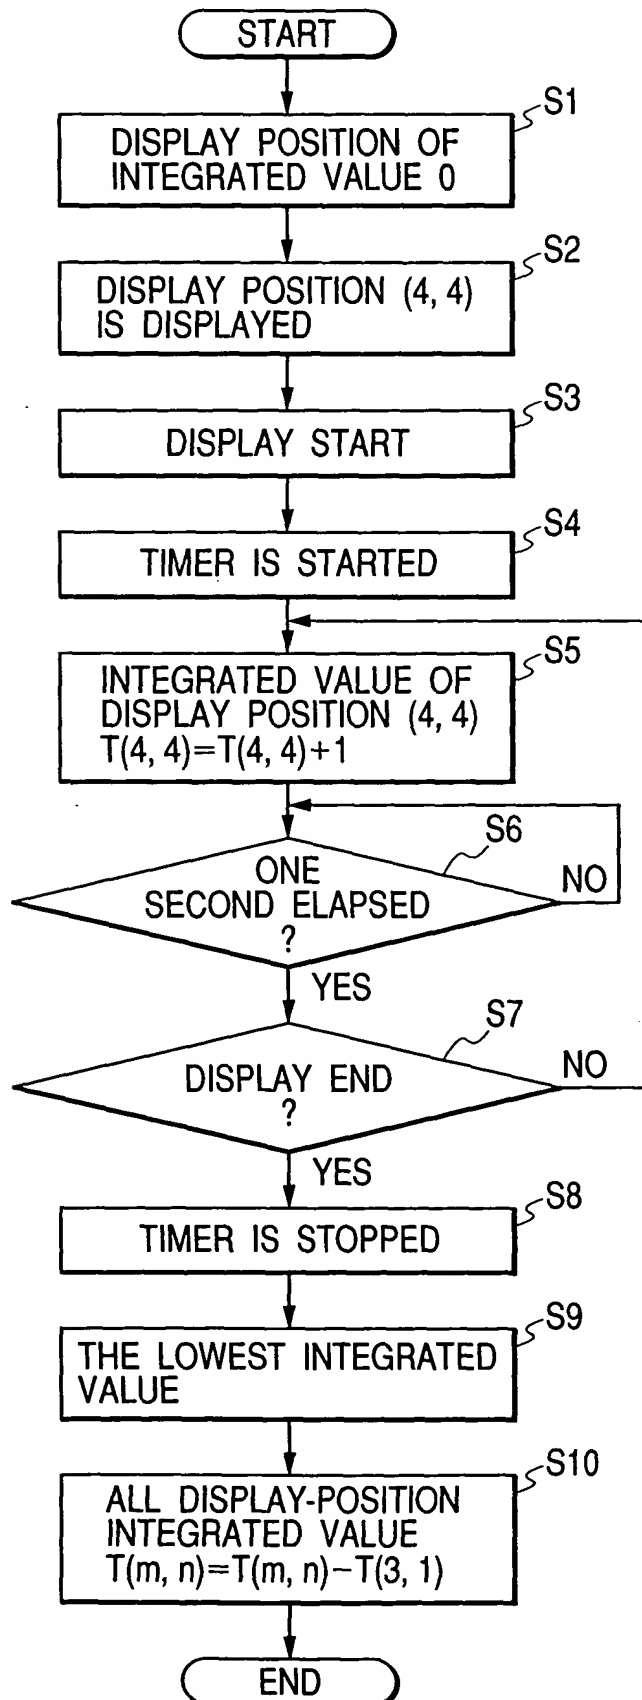 START
S1
DISPLAY POSITION OF
INTEGRATED VALUE 0
S2
DISPLAY POSITION (4, 4)
IS DISPLAYED
S3
DISPLAY START
S4
TIMER IS STARTED
S5
INTEGRATED VALUE OF
DISPLAY POSITION (4, 4)
T(4, 4)=T(4, 4)+1
S6
ONE
SECOND ELAPSED
?
NO
YES
S7
DISPLAY END
?
NO
YES
S8
TIMER IS STOPPED
S9
THE LOWEST INTEGRATED
VALUE
S10
ALL DISPLAY-POSITION
INTEGRATED VALUE
T(m, n)=T(m, n)−T(3, 1)
END